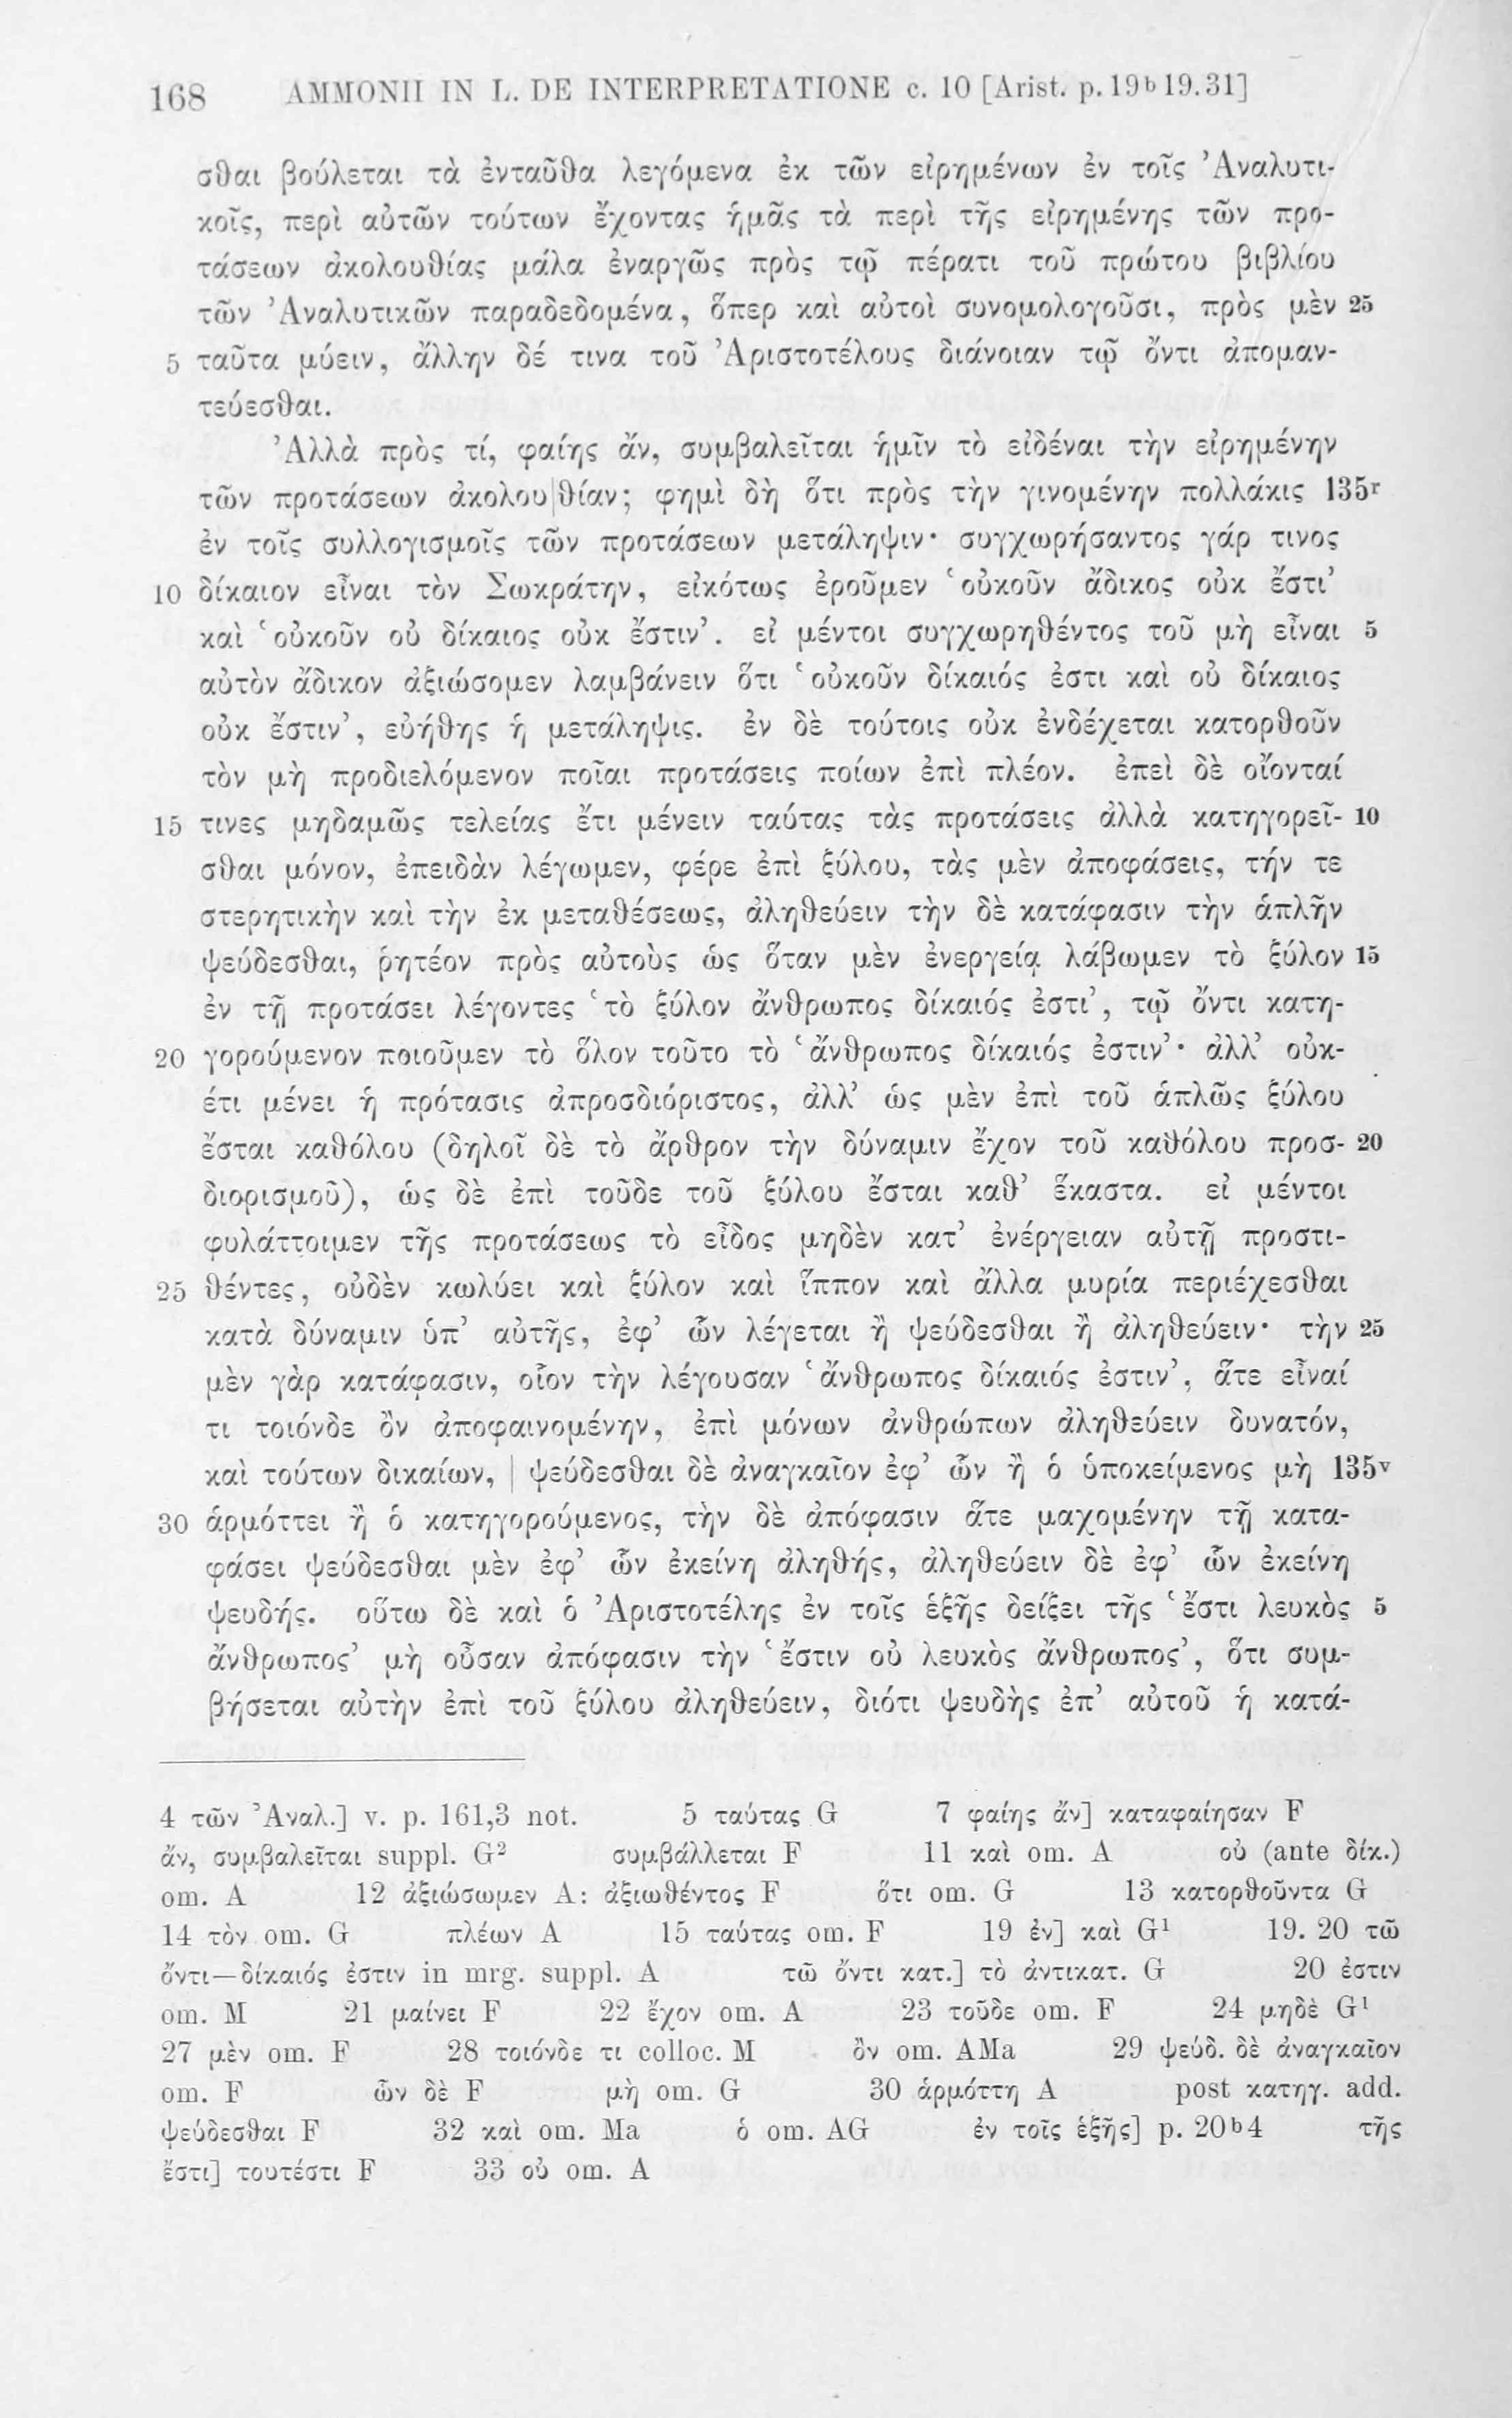 168 AMMONII IN L. DE INTERPRETATIONE c. 10 [Arist. p. 19b19.31]
σθαι βούλεται τὰ ἐνταῦθα λεγόμενα ἐκ τῶν εἰρημένων ἐν τοῖς Ἀναλυτι-
κοῖς, περὶ αὐτῶν τούτων ἔχοντας ἡμᾶς τὰ περὶ τῆς εἰρημένης τῶν προ-
τάσεων ἀκολουθίας μάλα ἐναργῶς πρὸς τῷ πέρατι τοῦ πρώτου βιβλίου
τῶν Ἀναλυτικῶν παραδεδομένα, ὅπερ καὶ αὐτοὶ συνομολογοῦσι, πρὸς μὲν 25
5 ταῦτα μύειν, ἄλλην δέ τινα τοῦ Ἀριστοτέλους διάνοιαν τῷ ὄντι ἀπομαν-
τεύεσθαι.
Ἀλλὰ πρὸς τί, φαίης ἄν, συμβαλεῖται ἡμῖν τὸ εἰδέναι τὴν εἰρημένην
τῶν προτάσεων ἀκολου|θίαν; φημὶ δὴ ὅτι πρὸς τὴν γινομένην πολλάκις 135r
ἐν τοῖς συλλογισμοῖς τῶν προτάσεων μετάληψιν· συγχωρήσαντος γάρ τινος
10 δίκαιον εἶναι τὸν Σωκράτην, εἰκότως ἐροῦμεν ‘οὐκοῦν ἄδικος οὐκ ἔστι’
καὶ ‘οὐκοῦν οὐ δίκαιος οὐκ ἔστιν’. εἰ μέντοι συγχωρηθέντος τοῦ μὴ εἶναι 5
αὐτὸν ἄδικον ἀξιώσομεν λαμβάνειν ὅτι ‘οὐκοῦν δίκαιός ἐστι καὶ οὐ δίκαιος
οὐκ ἔστιν’, εὐήθης ἡ μετάληψις. ἐν δὲ τούτοις οὐκ ἐνδέχεται κατορθοῦν
τὸν μὴ προδιελόμενον ποῖαι προτάσεις ποίων ἐπὶ πλέον. ἐπεὶ δὲ οἴονταί
15 τινες μηδαμῶς τελείας ἔτι μένειν ταύτας τὰς προτάσεις ἀλλὰ κατηγορεῖ- 10
σθαι μόνον, ἐπειδὰν λέγωμεν, φέρε ἐπὶ ξύλου, τὰς μὲν ἀποφάσεις, τήν τε
στερητικὴν καὶ τὴν ἐκ μεταθέσεως, ἀληθεύειν τὴν δὲ κατάφασιν τὴν ἁπλῆν
ψεύδεσθαι, ῥητέον πρὸς αὐτοὺς ὡς ὅταν μὲν ἐνεργείᾳ λάβωμεν τὸ ξύλον 15
ἐν τῇ προτάσει λέγοντες ‘τὸ ξύλον ἄνθρωπος δίκαιός ἐστι’, τῷ ὄντι κατη-
20 γορούμενον ποιοῦμεν τὸ ὅλον τοῦτο τὸ ‘ἄνθρωπος δίκαιός ἐστιν’· ἀλλ’ οὐκ-
έτι μένει ἡ πρότασις ἀπροσδιόριστος, ἀλλ’ ὡς μὲν ἐπὶ τοῦ ἁπλῶς ξύλου
ἔσται καθόλου (δηλοῖ δὲ τὸ ἄρθρον τὴν δύναμιν ἔχον τοῦ καθόλου προσ- 20
διορισμοῦ), ὡς δὲ ἐπὶ τοῦδε τοῦ ξύλου ἔσται καθ’ ἕκαστα. εἰ μέντοι
φυλάττοιμεν τῆς προτάσεως τὸ εἶδος μηδὲν κατ’ ἐνέργειαν αὐτῇ προστι-
25 θέντες, οὐδὲν κωλύει καὶ ξύλον καὶ ἵππον καὶ ἄλλα μυρία περιέχεσθαι
κατὰ δύναμιν ὑπ’ αὐτῆς, ἐφ’ ὧν λέγεται ἢ ψεύδεσθαι ἢ ἀληθεύειν· τὴν 25
μὲν γὰρ κατάφασιν, οἷον τὴν λέγουσαν ‘ἄνθρωπος δίκαιός ἐστιν’, ἅτε εἶναί
τι τοιόνδε ὂν ἀποφαινομένην, ἐπὶ μόνων ἀνθρώπων ἀληθεύειν δυνατόν,
καὶ τούτων δικαίων, | ψεύδεσθαι δὲ ἀναγκαῖον ἐφ’ ὧν ἢ ὁ ὑποκείμενος μὴ 135v
30 ἁρμόττει ἢ ὁ κατηγορούμενος, τὴν δὲ ἀπόφασιν ἅτε μαχομένην τῇ κατα-
φάσει ψεύδεσθαι μὲν ἐφ’ ὧν ἐκείνη ἀληθής, ἀληθεύειν δὲ ἐφ’ ὧν ἐκείνη
ψευδής. οὕτω δὲ καὶ ὁ Ἀριστοτέλης ἐν τοῖς ἑξῆς δείξει τῆς ‘ἔστι λευκὸς 5
ἄνθρωπος’ μὴ οὖσαν ἀπόφασιν τὴν ‘ἔστιν οὐ λευκὸς ἄνθρωπος’, ὅτι συμ-
βήσεται αὐτὴν ἐπὶ τοῦ ξύλου ἀληθεύειν, διότι ψευδὴς ἐπ’ αὐτοῦ ἡ κατά-
4 τῶν Ἀναλ.] v. p. 161,3 not. 5 ταύτας G 7 φαίης ἄν] καταφαίησαν F
ἄν, συμβαλεῖται suppl. G² συμβάλλεται F 11 καὶ om. A οὐ (ante δίκ.)
om. A 12 ἀξιώσωμεν A: ἀξιωθέντος F ὅτι om. G 13 κατορθοῦντα G
14 τὸν om. G πλέων A 15 ταύτας om. F 19 ἐν] καὶ G¹ 19. 20 τῶ
ὄντι—δίκαιός ἐστιν in mrg. suppl. A τῶ ὄντι κατ.] τὸ ἀντικατ. G 20 ἐστιν
om. M 21 μαίνει F 22 ἔχον om. A 23 τοῦδε om. F 24 μηδὲ G¹
27 μὲν om. F 28 τοιόνδε τι colloc. M ὂν om. AMa 29 ψεύδ. δὲ ἀναγκαῖον
om. F ὧν δὲ F μὴ om. G 30 ἁρμόττη A post κατηγ. add.
ψεύδεσθαι F 32 καὶ om. Ma ὁ om. AG ἐν τοῖς ἑξῆς] p. 20b4 τῆς
ἔστι] τουτέστι F 33 οὐ om. A